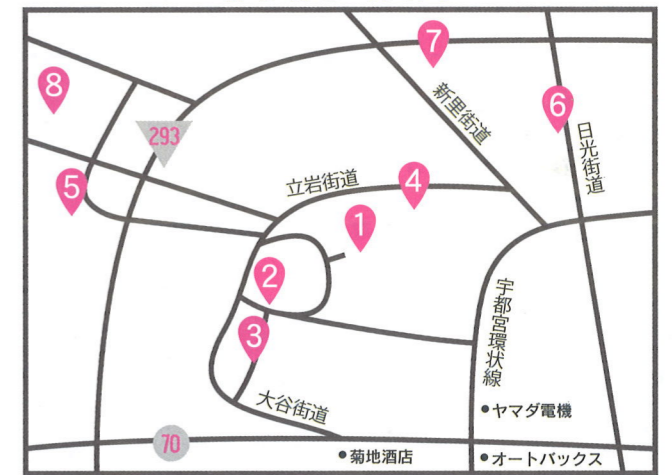 7
8
6
新里街道
293
日光街道
5
立岩街道
4
1
2
宇都宮環状線
3
大谷街道
ヤマダ電機
70
菊地酒店
オートバックス